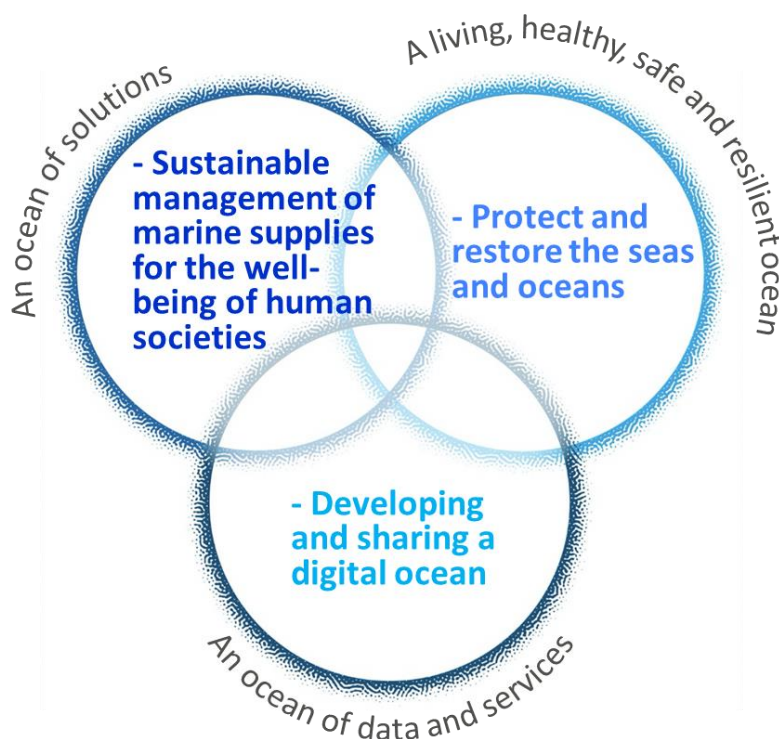 An ocean of solutions
A living, healthy, safe and resilient ocean
- Sustainable
management of
marine supplies
for the well-
being of human
societies
- Protect and
restore the seas
and oceans
- Developing
and sharing a
digital ocean
An ocean of data and services